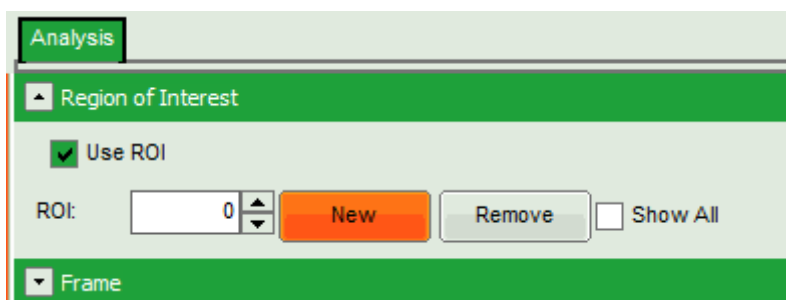 Analysis
Region of Interest
Use ROI
ROI: 0 New Remove Show All
Frame